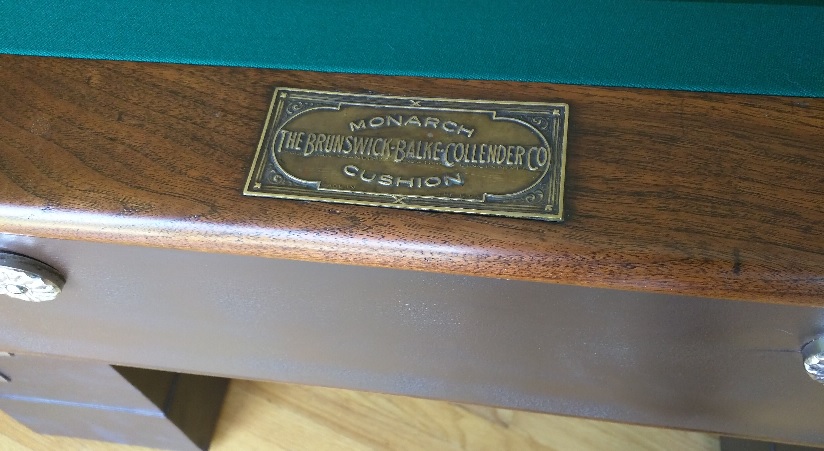 MONARCH
THE BRUNSWICK-BALKE-COLLENDER CO
CUSHION